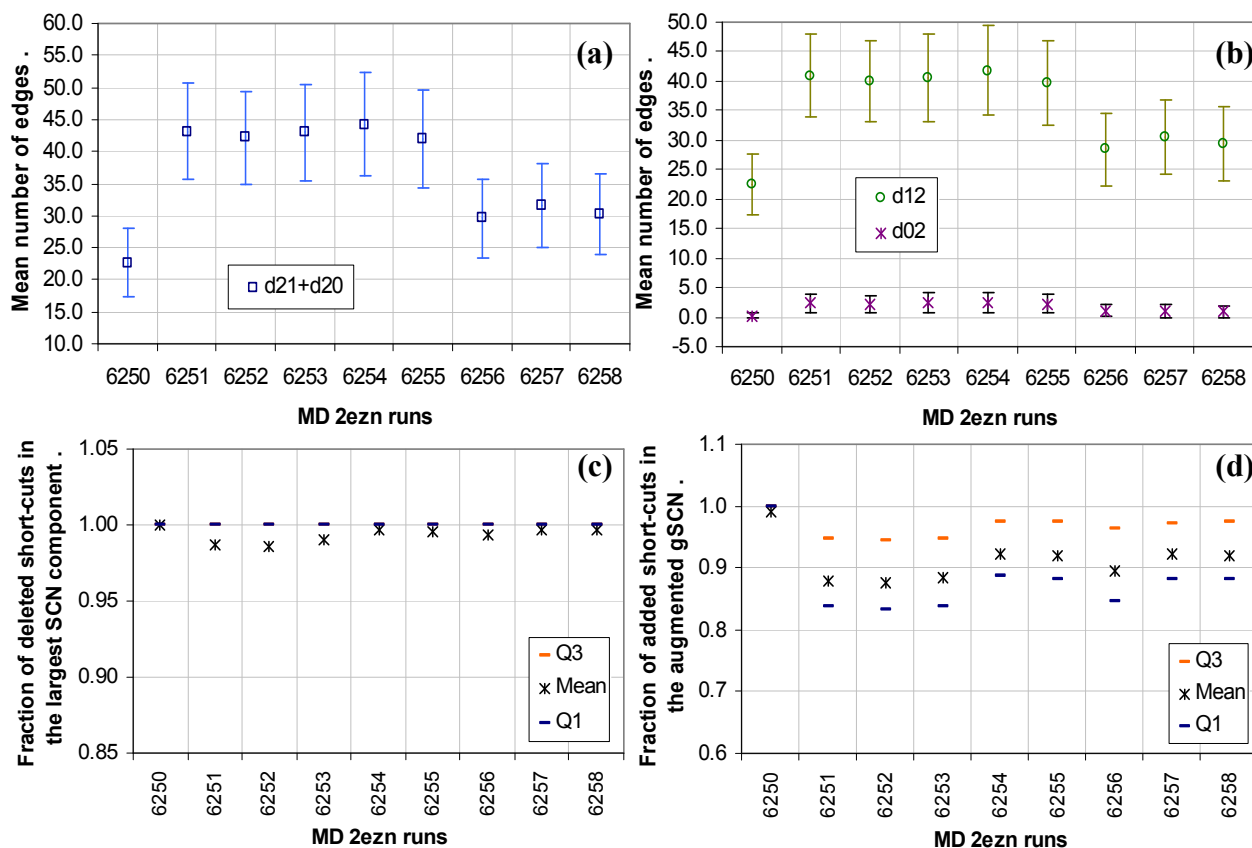 (a)
Mean number of edges .
60.0
55.0
50.0
45.0
40.0
35.0
30.0
25.0
20.0
15.0
10.0
d21+d20
6250 6251 6252 6253 6254 6255 6256 6257 6258
MD 2ezn runs
(b)
Mean number of edges .
50.0
45.0
40.0
35.0
30.0
25.0
20.0
15.0
10.0
5.0
0.0
-5.0
d12
d02
6250 6251 6252 6253 6254 6255 6256 6257 6258
MD 2ezn runs
(c)
Fraction of deleted short-cuts in
the largest SCN component .
1.05
1.00
0.95
0.90
0.85
Q3
Mean
Q1
6250 6251 6252 6253 6254 6255 6256 6257 6258
MD 2ezn runs
(d)
Fraction of added short-cuts in
the augmented gSCN .
1.1
1.0
0.9
0.8
0.7
0.6
Q3
Mean
Q1
6250 6251 6252 6253 6254 6255 6256 6257 6258
MD 2ezn runs